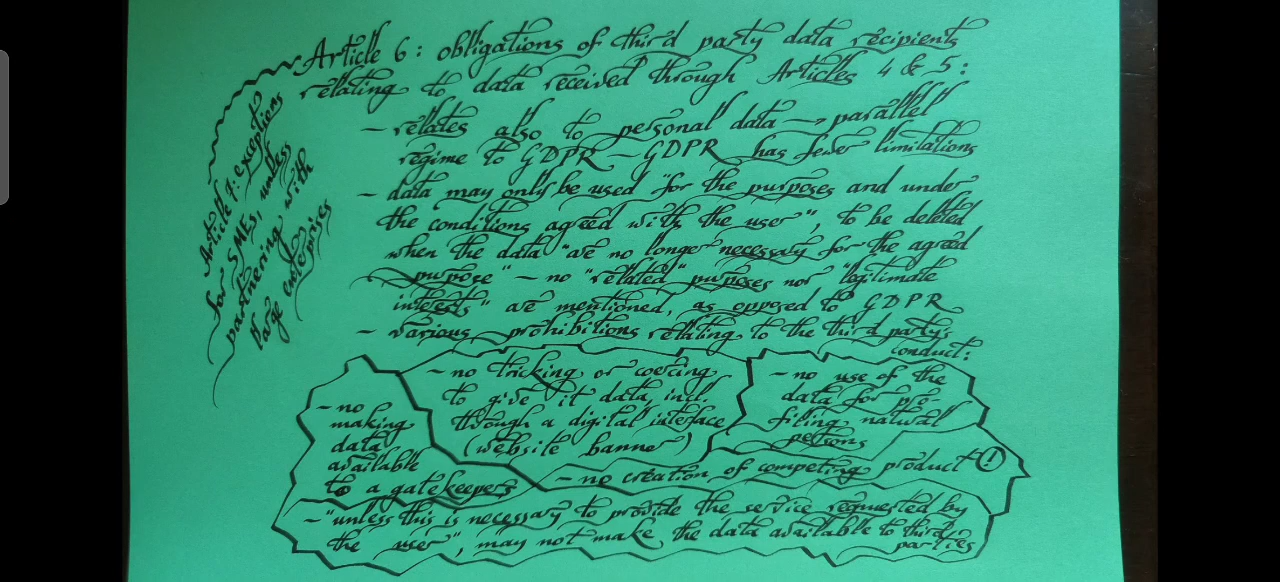 Article 6: obligations of third party data recipients
relating to data received through Articles 4 & 5:
- relates also to personal data → parallel
regime to GDPR - GDPR has fewer limitations
- data may only be used "for the purposes and under
the conditions agreed with the user", to be deleted
when the data "are no longer necessary for the agreed
purpose" - no "related" purposes nor "legitimate
interests" are mentioned, as opposed to GDPR
- various prohibitions relating to the third party's
conduct:
- no
making
data
available
to a gatekeepers
- no tricking or coercing
to give it data, incl.
through a digital interface
(website banner)
- no use of the
data for pro-
filing natural
persons
- no creation of competing product (!)
- "unless this is necessary to provide the service requested by
the user", may not make the data available to third
parties
Article 7: exceptions
for SMEs, unless
partnering with
large enterprises